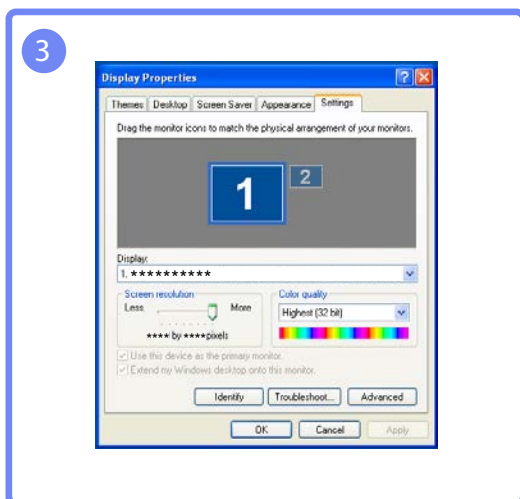 3
Display Properties
Themes Desktop Screen Saver Appearance Settings
Drag the monitor icons to match the physical arrangement of your monitors.
1 2
Display:
1. **********
Screen resolution Color quality
Less More Highest (32 bit)
**** by ****pixels
Use this device as the primary monitor.
Extend my Windows desktop onto this monitor.
Identify Troubleshoot... Advanced
OK Cancel Apply